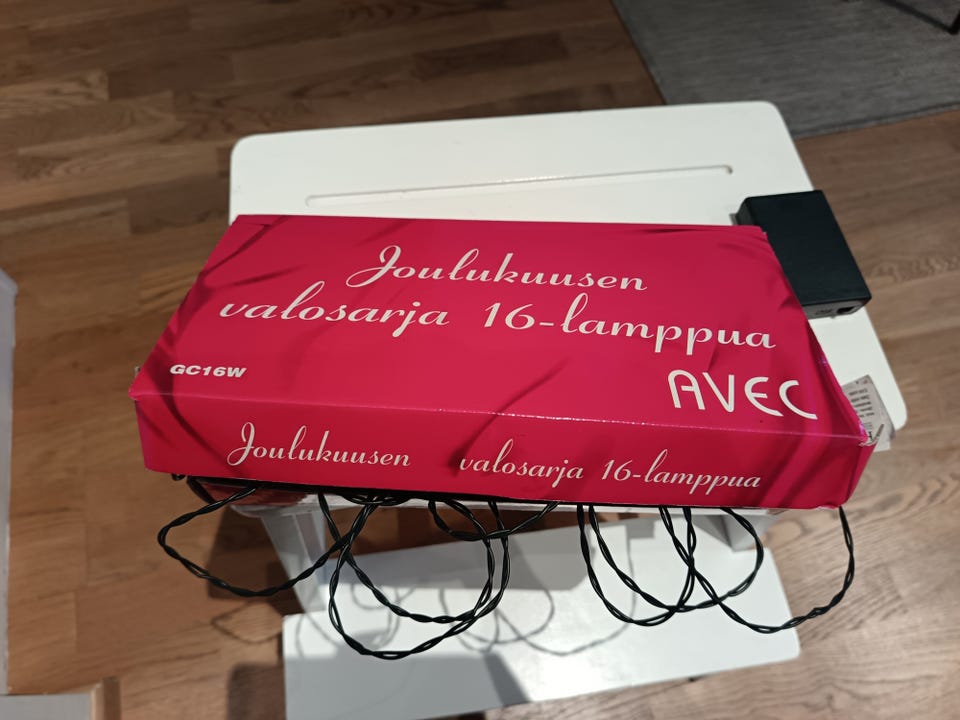 Joulukuusen
valosarja 16-lamppua
GC16W
AVEC
Joulukuusen valosarja 16-lamppua